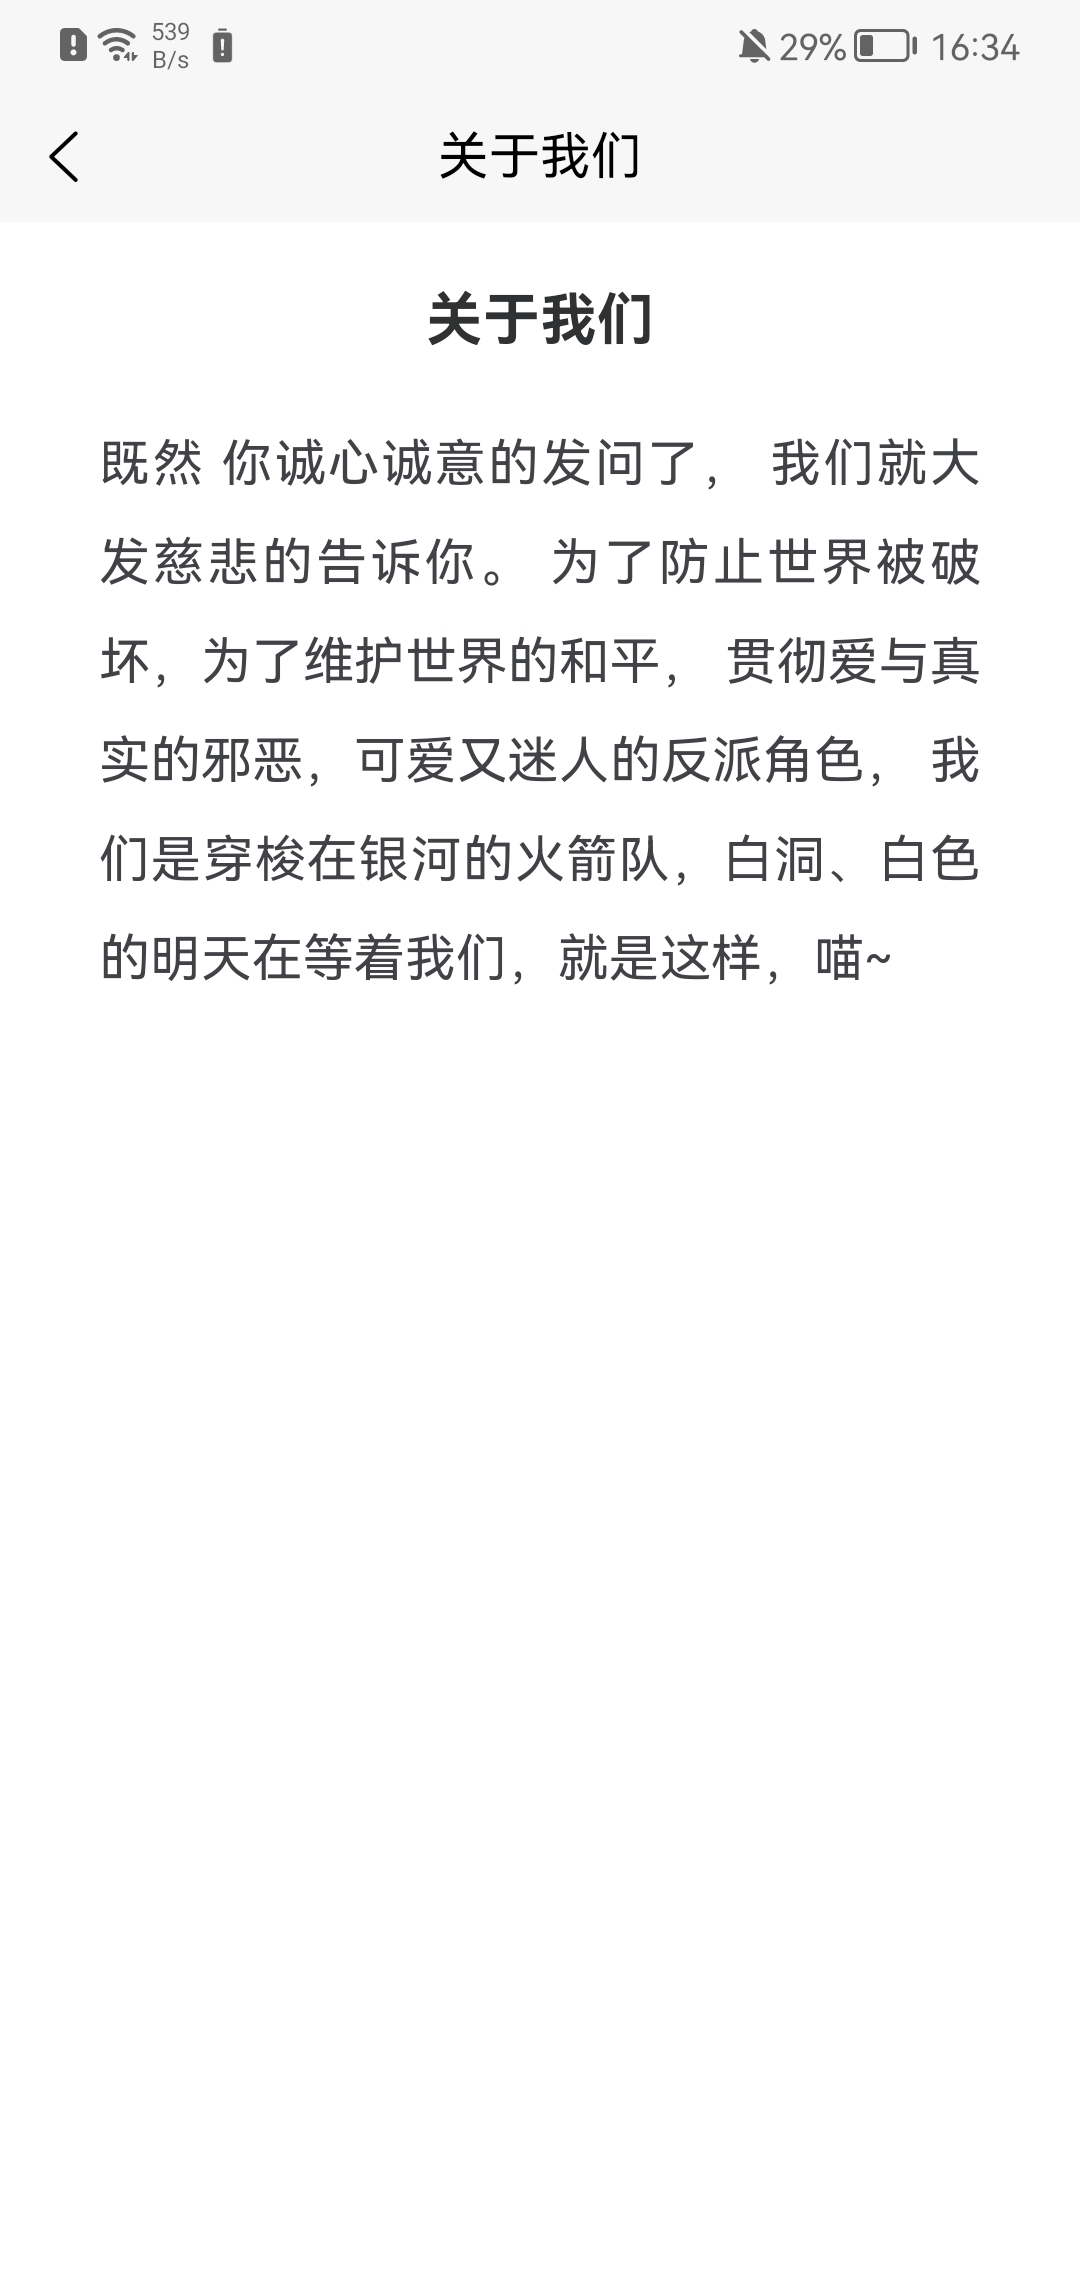 539
B/s
29%
16:34
关于我们
关于我们
既然 你诚心诚意的发问了， 我们就大
发慈悲的告诉你。 为了防止世界被破
坏，为了维护世界的和平， 贯彻爱与真
实的邪恶，可爱又迷人的反派角色， 我
们是穿梭在银河的火箭队，白洞、白色
的明天在等着我们，就是这样，喵~